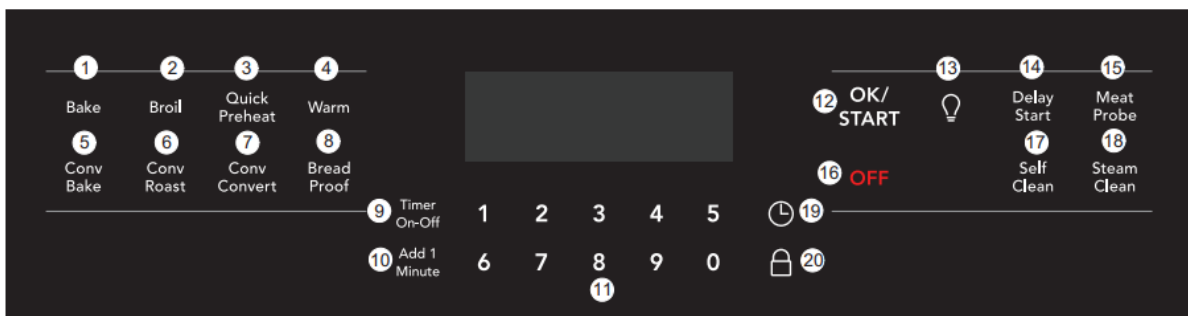 1 2 3 4
Bake Broil Quick Preheat Warm
5 6 7 8
Conv Bake Conv Roast Conv Convert Bread Proof
9 Timer On-Off 1 2 3 4 5 19
10 Add 1 Minute 6 7 8 9 0 20
11
13 14 15
12 OK/ START Delay Start Meat Probe
17 18
16 OFF Self Clean Steam Clean